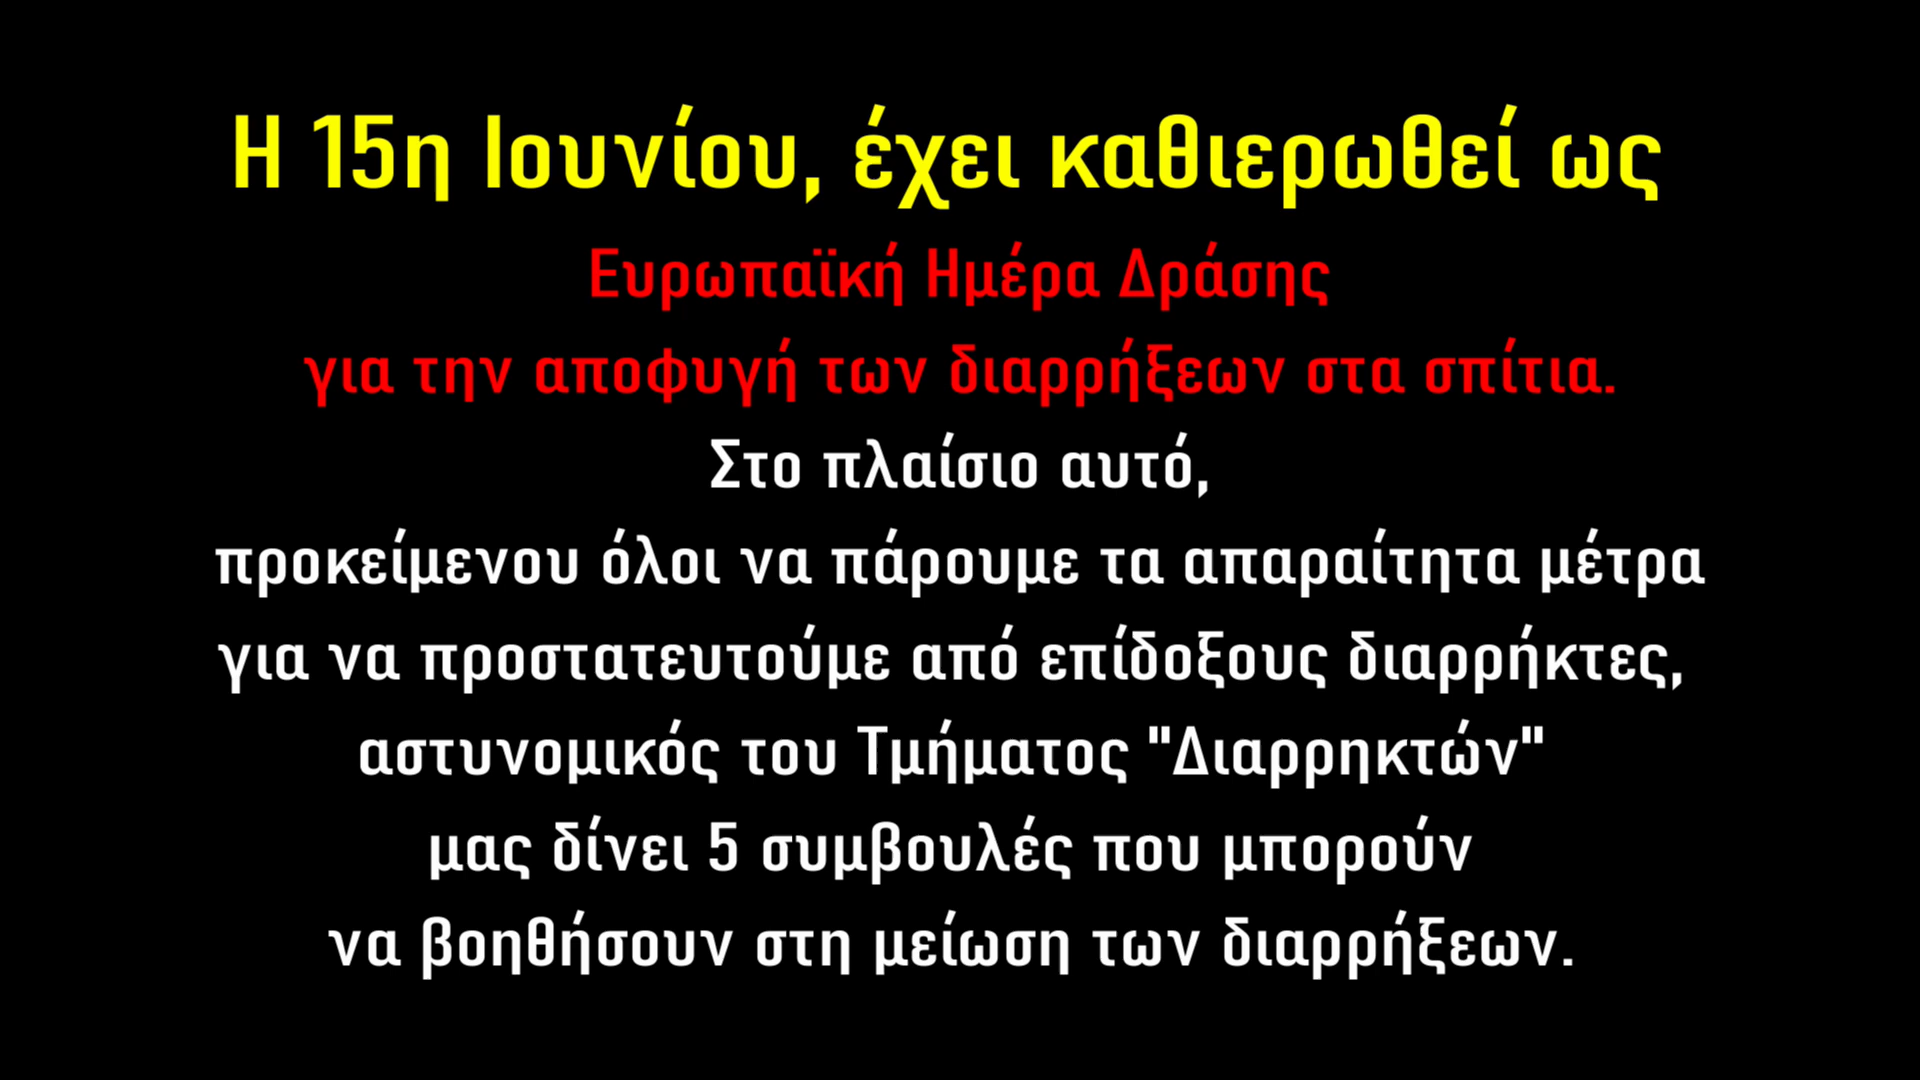 Η 15η Ιουνίου, έχει καθιερωθεί ως
Ευρωπαϊκή Ημέρα Δράσης
για την αποφυγή των διαρρήξεων στα σπίτια.
Στο πλαίσιο αυτό,
προκείμενου όλοι να πάρουμε τα απαραίτητα μέτρα
για να προστατευτούμε από επίδοξους διαρρήκτες,
αστυνομικός του Τμήματος "Διαρρηκτών"
μας δίνει 5 συμβουλές που μπορούν
να βοηθήσουν στη μείωση των διαρρήξεων.